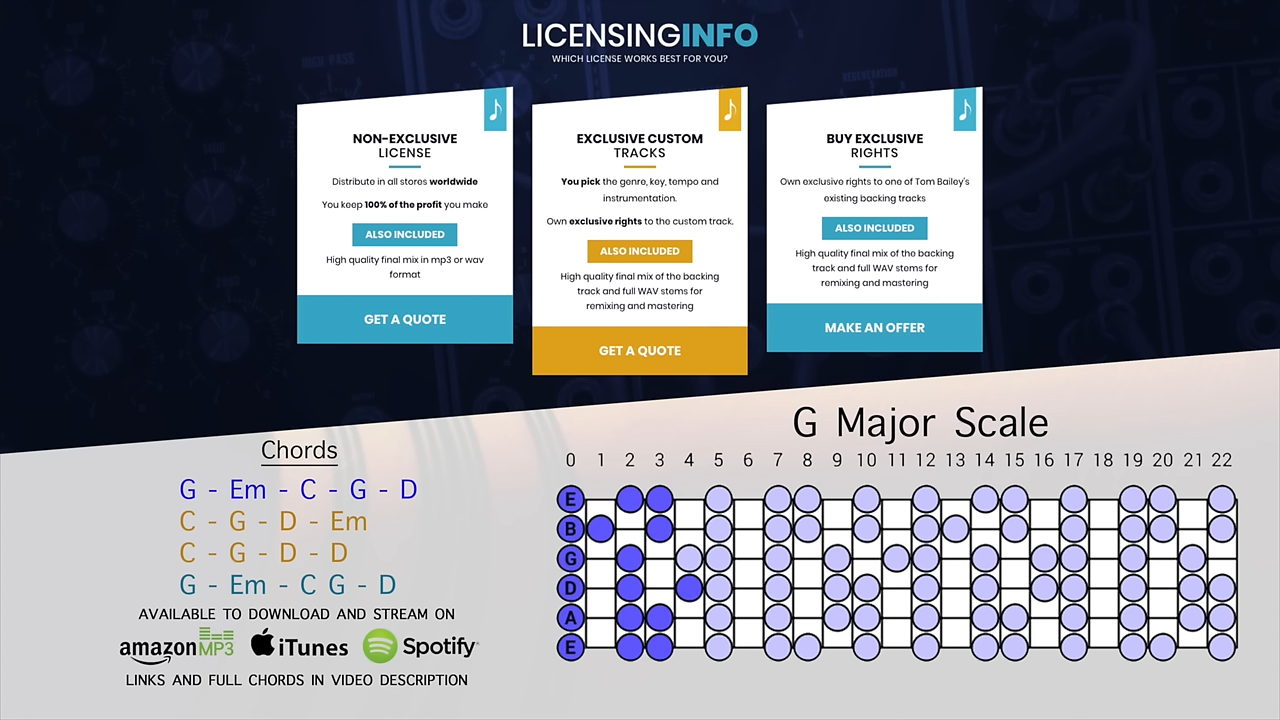 LICENSINGINFO
WHICH LICENSE WORKS BEST FOR YOU?
HIGH PASS
REGENERATION
NON-EXCLUSIVE
LICENSE
Distribute in all stores worldwide
You keep 100% of the profit you make
ALSO INCLUDED
High quality final mix in mp3 or wav
format
GET A QUOTE
EXCLUSIVE CUSTOM
TRACKS
You pick the genre, key, tempo and
instrumentation.
Own exclusive rights to the custom track.
ALSO INCLUDED
High quality final mix of the backing
track and full WAV stems for
remixing and mastering
GET A QUOTE
BUY EXCLUSIVE
RIGHTS
Own exclusive rights to one of Tom Bailey's
existing backing tracks
ALSO INCLUDED
High quality final mix of the backing
track and full WAV stems for
remixing and mastering
MAKE AN OFFER
Chords
G - Em - C - G - D
C - G - D - Em
C - G - D - D
G - Em - C G - D
AVAILABLE TO DOWNLOAD AND STREAM ON
amazonMP3 iTunes Spotify
LINKS AND FULL CHORDS IN VIDEO DESCRIPTION
G Major Scale
0 1 2 3 4 5 6 7 8 9 10 11 12 13 14 15 16 17 18 19 20 21 22
E
B
G
D
A
E